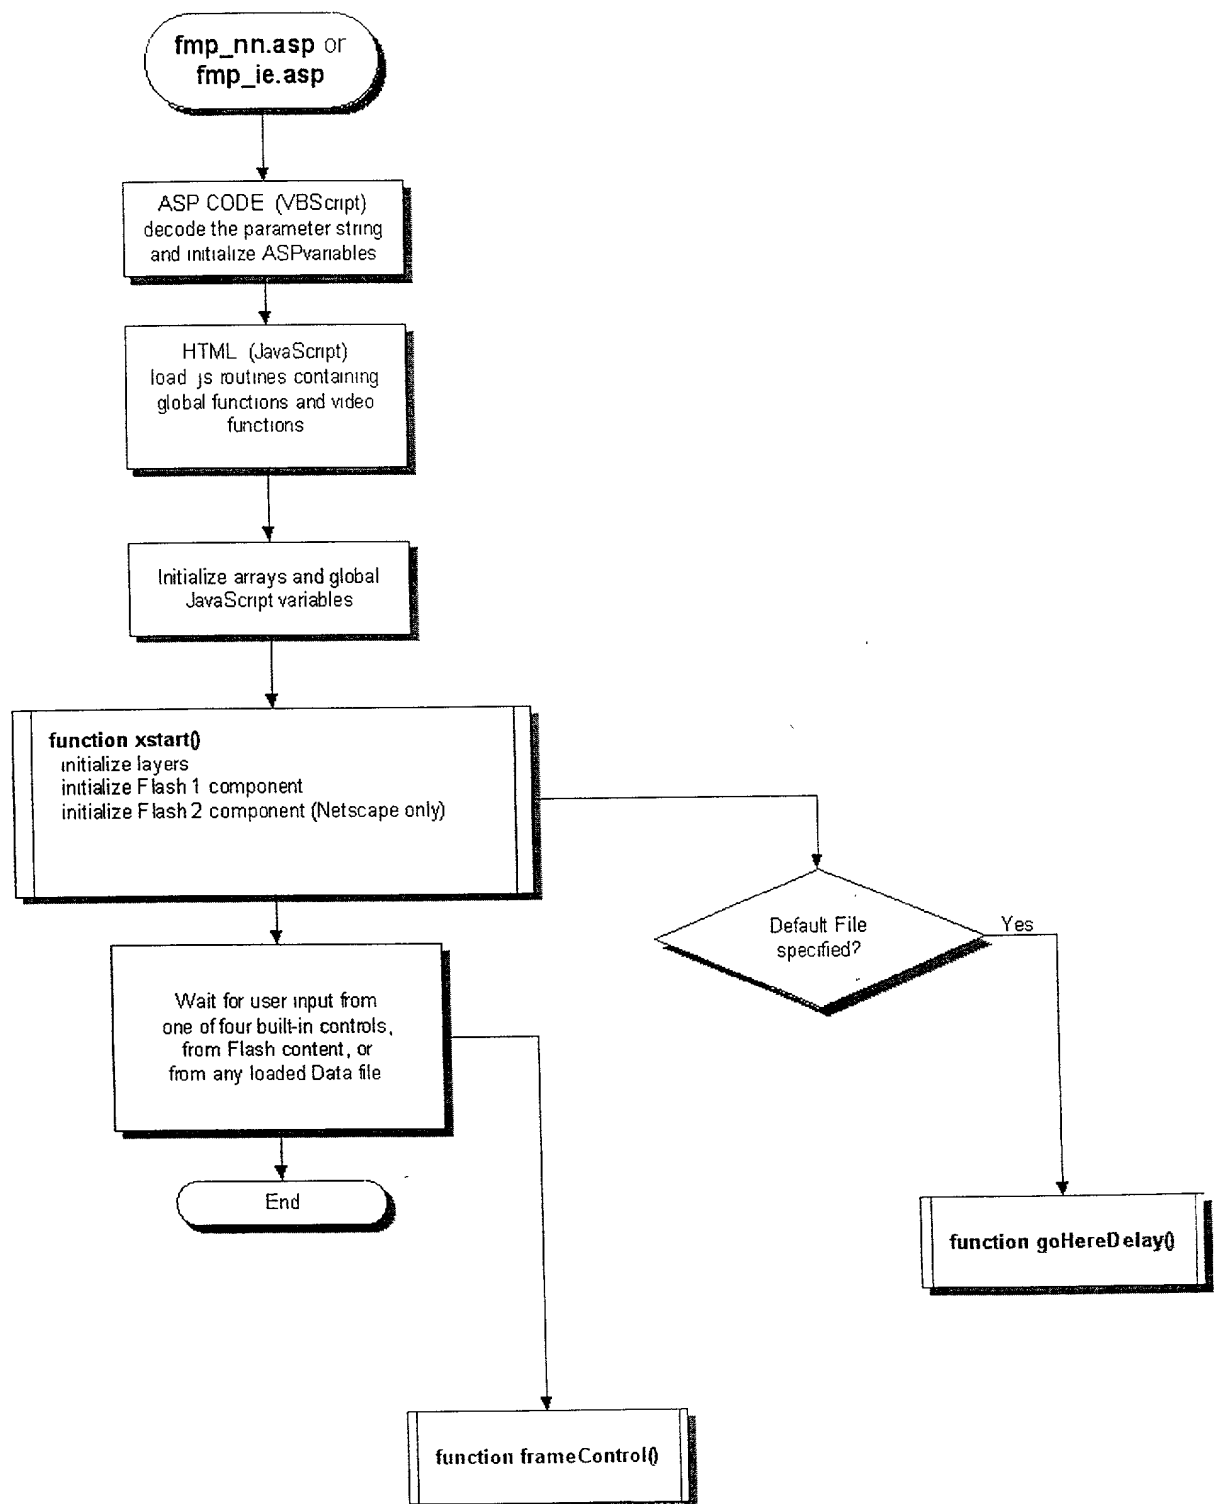 fmp_nn.asp or
fmp_ie.asp
ASP CODE (VBScript)
decode the parameter string
and initialize ASPvariables
HTML (JavaScript)
load .js routines containing
global functions and video
functions
Initialize arrays and global
JavaScript variables
function xstart()
initialize layers
initialize Flash 1 component
initialize Flash 2 component (Netscape only)
Default File
specified?
Yes
Wait for user input from
one of four built-in controls,
from Flash content, or
from any loaded Data file
End
function goHereDelay()
function frameControl()